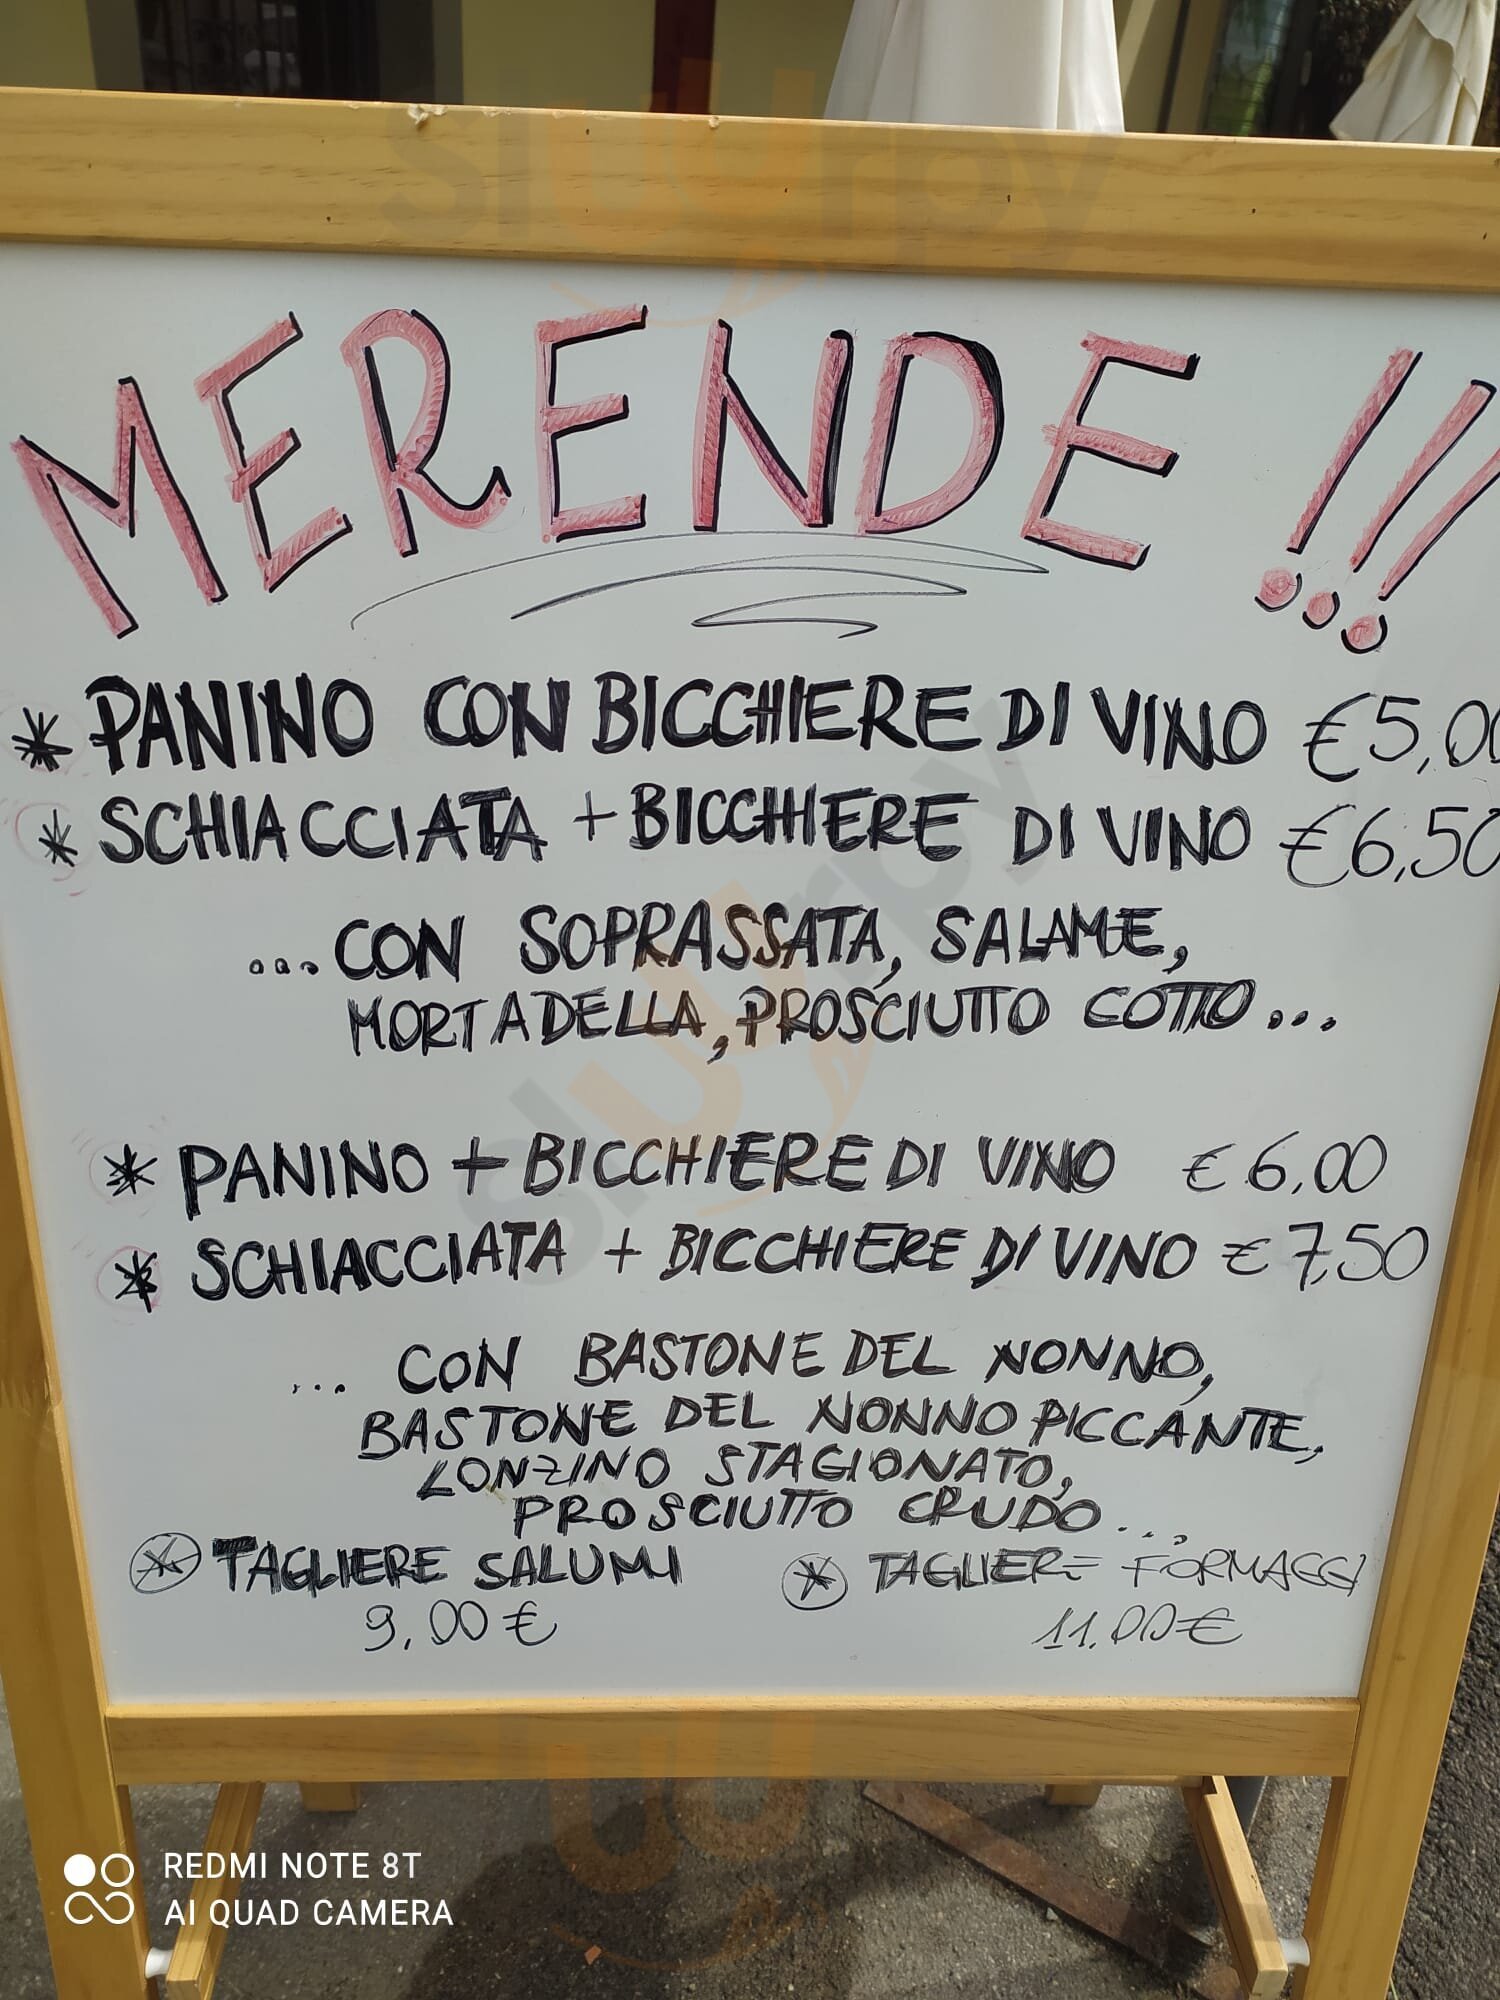 MERENDE!!!
* PANINO CON BICCHIERE DI VINO €5,00
* SCHIACCIATA + BICCHIERE DI VINO €6,50
...CON SOPRASSATA, SALAME,
MORTADELLA, PROSCIUTTO COTTO...
* PANINO + BICCHIERE DI VINO €6,00
* SCHIACCIATA + BICCHIERE DI VINO €7,50
... CON BASTONE DEL NONNO,
BASTONE DEL NONNO PICCANTE,
LONZINO STAGIONATO,
PROSCIUTTO CRUDO...
* TAGLIERE SALUMI
9,00 €
* TAGLIERE FORMAGGI
11.00€
REDMI NOTE 8T
AI QUAD CAMERA
sluurpy
sluurpy
sluurpy